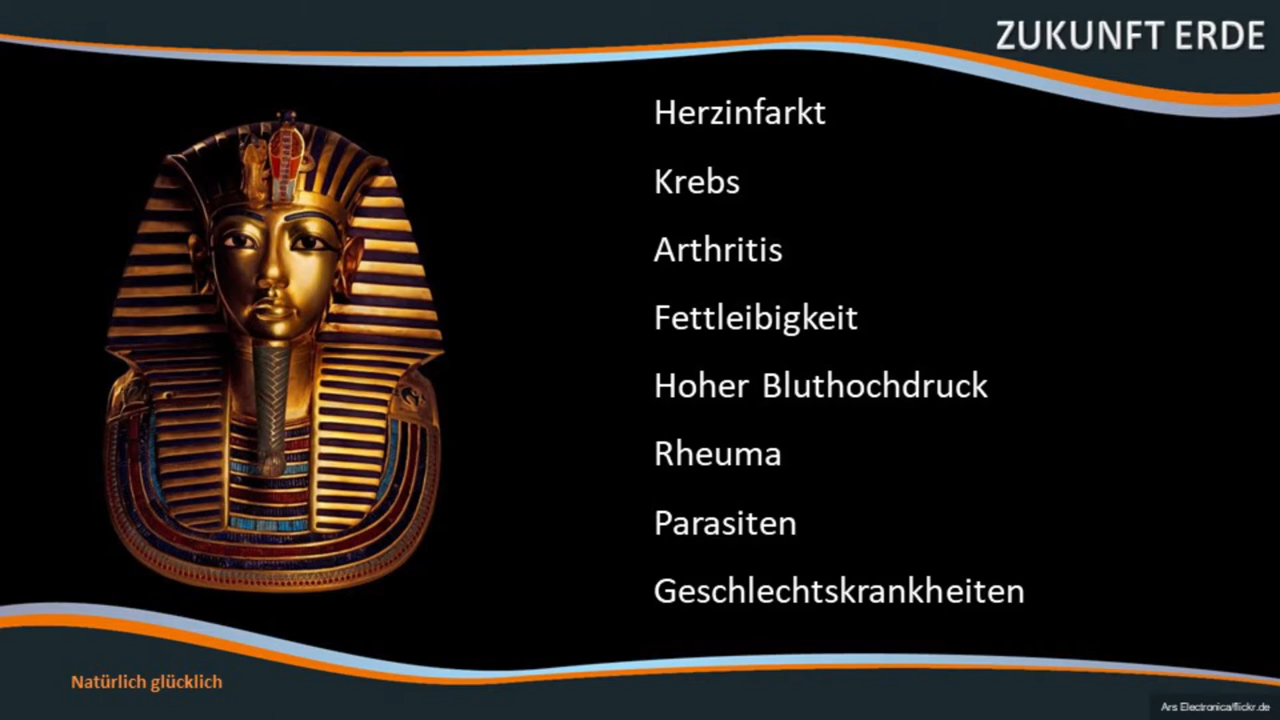 ZUKUNFT ERDE
Herzinfarkt
Krebs
Arthritis
Fettleibigkeit
Hoher Bluthochdruck
Rheuma
Parasiten
Geschlechtskrankheiten
Natürlich glücklich
Ars Electronica/flickr.de